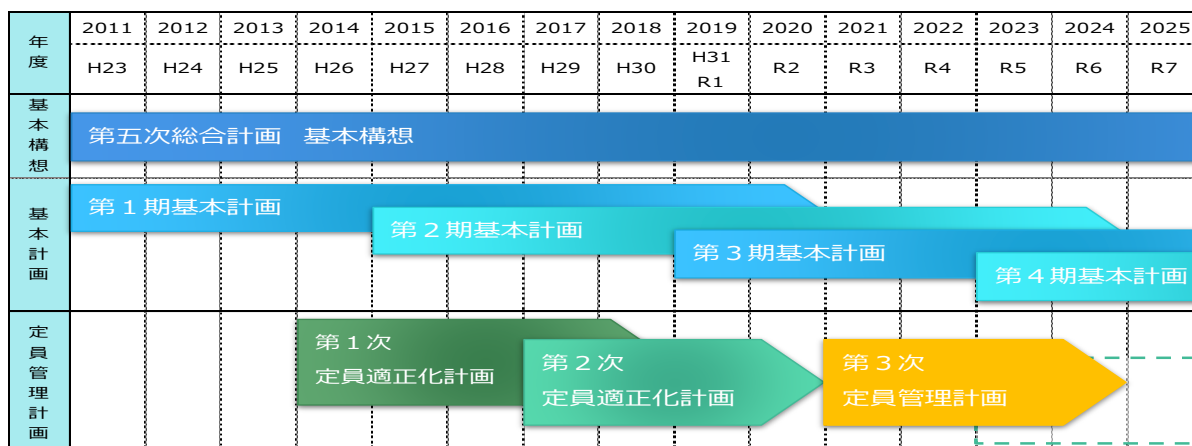 年度 2011 2012 2013 2014 2015 2016 2017 2018 2019 2020 2021 2022 2023 2024 2025
H23 H24 H25 H26 H27 H28 H29 H30 H31 R1 R2 R3 R4 R5 R6 R7
基本構想
第五次総合計画 基本構想
基本計画
第1期基本計画
第2期基本計画
第3期基本計画
第4期基本計画
定員管理計画
第1次
定員適正化計画
第2次
定員適正化計画
第3次
定員管理計画